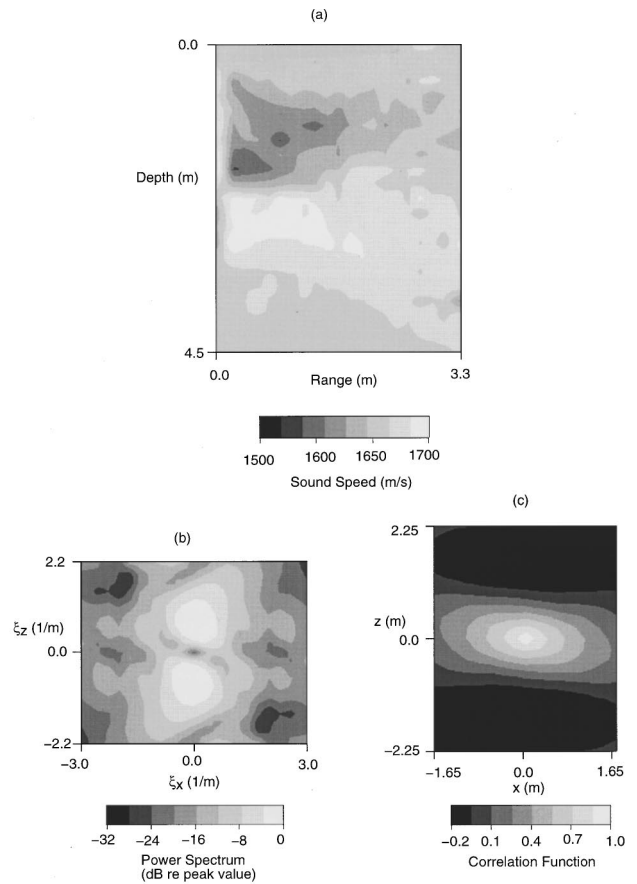 (a)
0.0
Depth (m)
4.5
0.0
Range (m)
3.3
1500 1600 1650 1700
Sound Speed (m/s)
(b)
2.2
ξz (1/m)
0.0
−2.2
−3.0 0.0 3.0
ξx (1/m)
−32 −24 −16 −8 0
Power Spectrum
(dB re peak value)
(c)
2.25
z (m)
0.0
−2.25
−1.65 0.0 1.65
x (m)
−0.2 0.1 0.4 0.7 1.0
Correlation Function